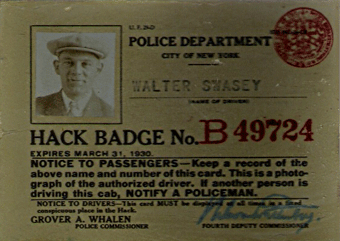 POLICE DEPARTMENT
CITY OF NEW YORK
WALTER SWASEY
(NAME OF DRIVER)
HACK BADGE No. B 49724
EXPIRES MARCH 31, 1930.
NOTICE TO PASSENGERS—Keep a record of the
above name and number of this card. This is a photo-
graph of the authorized driver. If another person is
driving this cab, NOTIFY A POLICEMAN.
NOTICE TO DRIVERS—This card MUST be displayed at all times in a fixed
conspicuous place in the Hack.
GROVER A. WHALEN
POLICE COMMISSIONER
FOURTH DEPUTY COMMISSIONER